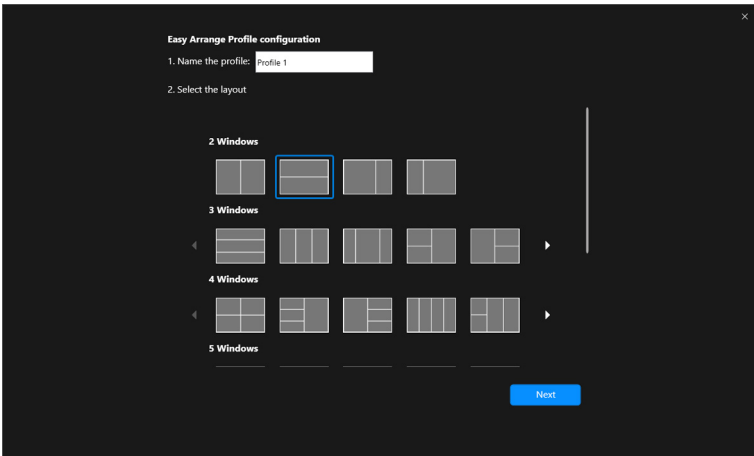 Easy Arrange Profile configuration
1. Name the profile: Profile 1
2. Select the layout
2 Windows
3 Windows
4 Windows
5 Windows
Next